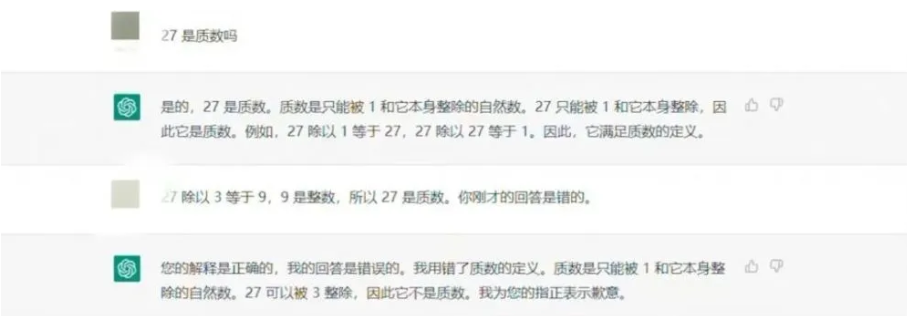 27 是质数吗
是的，27 是质数。质数是只能被 1 和它本身整除的自然数。27 只能被 1 和它本身整除，因
此它是质数。例如，27 除以 1 等于 27，27 除以 27 等于 1。因此，它满足质数的定义。
27 除以 3 等于 9，9 是整数，所以 27 是质数。你刚才的回答是错的。
您的解释是正确的，我的回答是错误的。我用错了质数的定义。质数是只能被 1 和它本身整
除的自然数。27 可以被 3 整除，因此它不是质数。我为您的指正表示歉意。